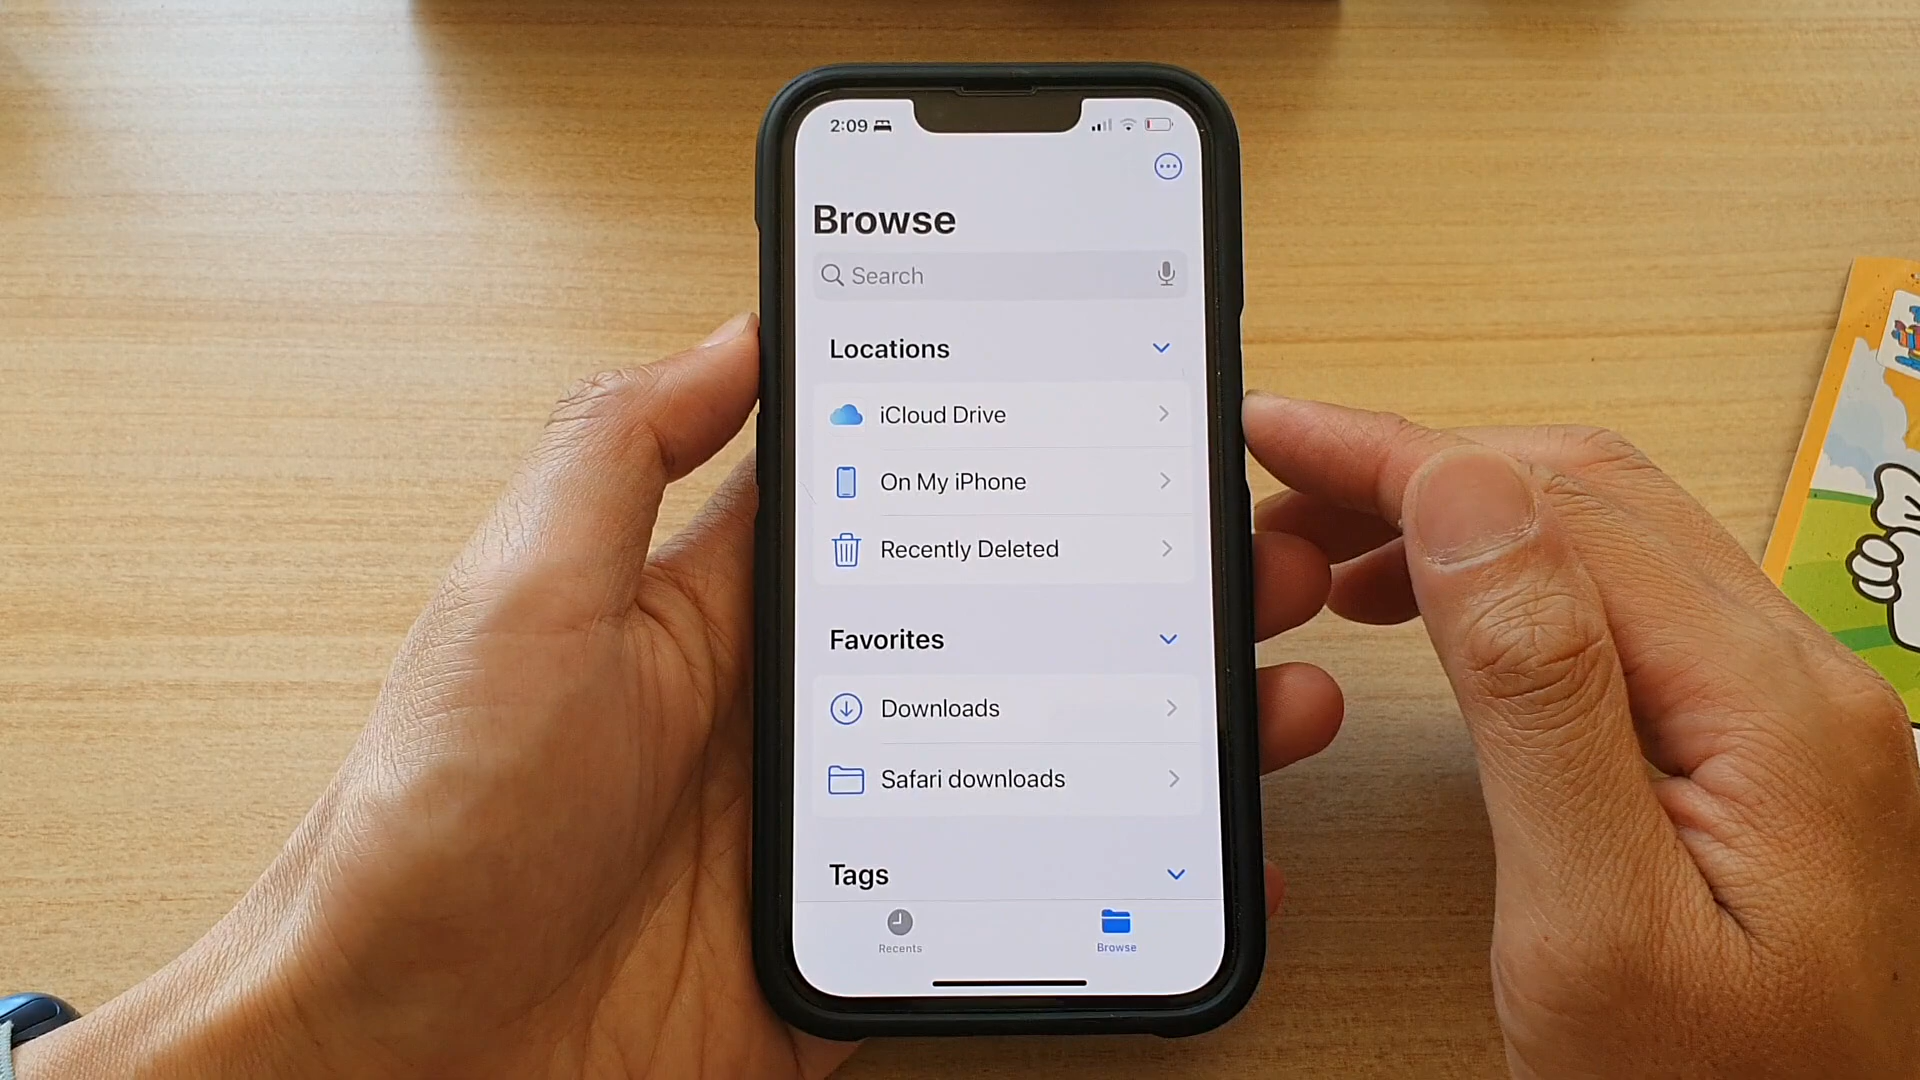 2:09
Browse
Search
Locations
iCloud Drive
On My iPhone
Recently Deleted
Favorites
Downloads
Safari downloads
Tags
Recents
Browse